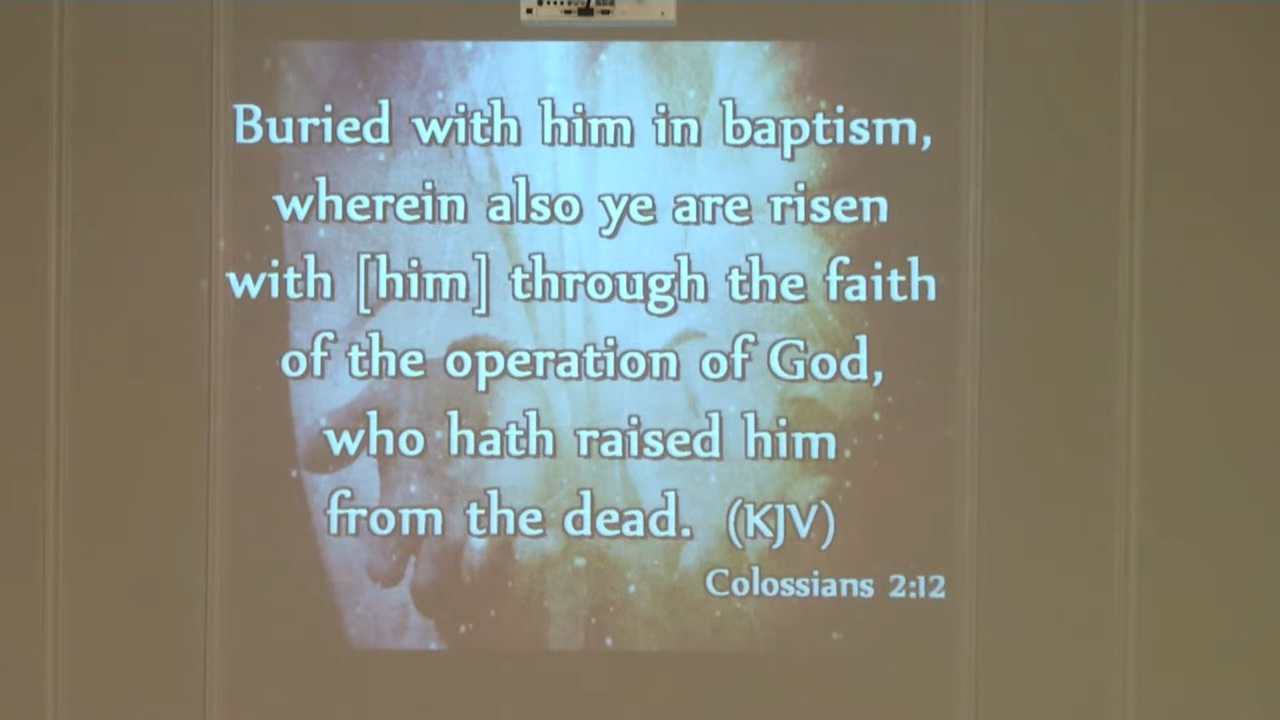 Buried with him in baptism,
wherein also ye are risen
with [him] through the faith
of the operation of God,
who hath raised him
from the dead. (KJV)
Colossians 2:12